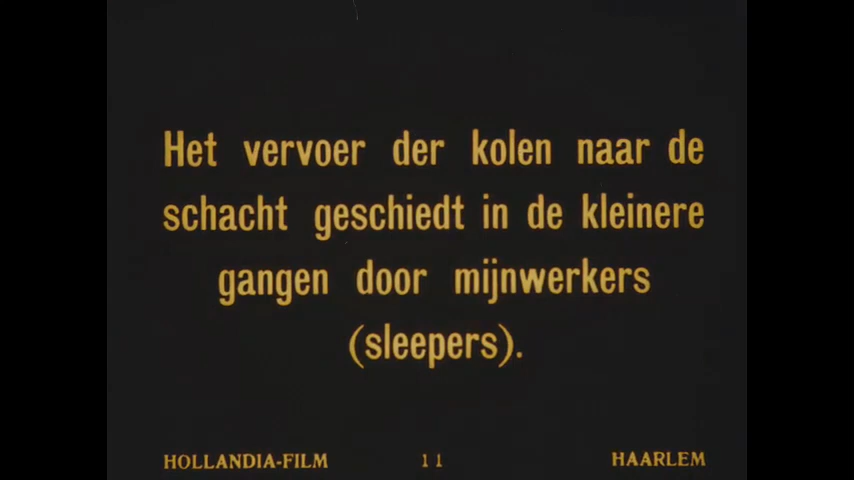 Het vervoer der kolen naar de
schacht geschiedt in de kleinere
gangen door mijnwerkers
(sleepers).
HOLLANDIA-FILM 11 HAARLEM